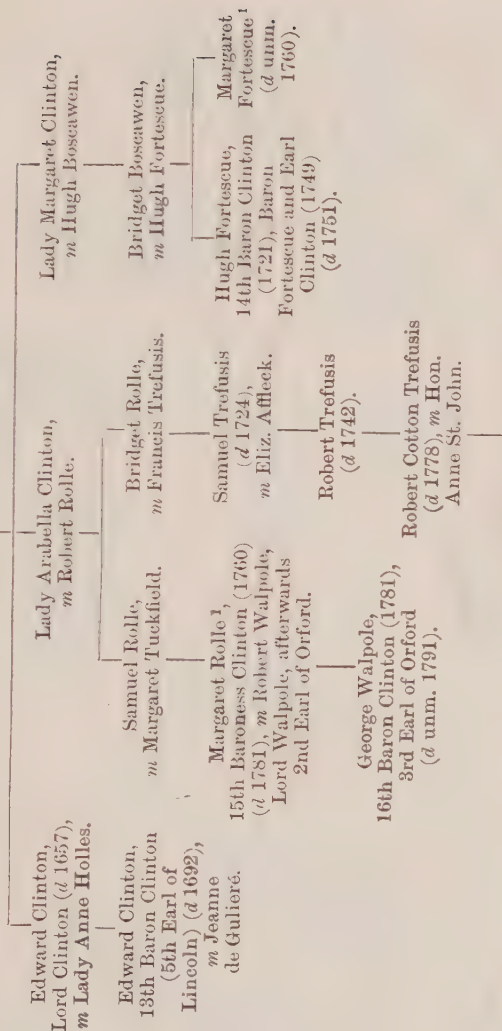 Edward Clinton,
Lord Clinton (d 1657),
m Lady Anne Holles.
Edward Clinton,
13th Baron Clinton
(5th Earl of
Lincoln) (d 1692),
m Jeanne
de Gulieré.
Lady Arabella Clinton,
m Robert Rolle.
Samuel Rolle,
m Margaret Tuckfield.
Margaret Rolle ¹,
15th Baroness Clinton (1760)
(d 1781), m Robert Walpole,
Lord Walpole, afterwards
2nd Earl of Orford.
George Walpole,
16th Baron Clinton (1781),
3rd Earl of Orford
(d unm. 1791).
Bridget Rolle,
m Francis Trefusis.
Samuel Trefusis
(d 1724),
m Eliz. Affleck.
Robert Trefusis
(d 1742).
Robert Cotton Trefusis
(d 1778), m Hon.
Anne St. John.
Lady Margaret Clinton,
m Hugh Boscawen.
Bridget Boscawen,
m Hugh Fortescue.
Hugh Fortescue,
14th Baron Clinton
(1721), Baron
Fortescue and Earl
Clinton (1749)
(d 1751).
Margaret
Fortescue ¹
(d unm.
1760).